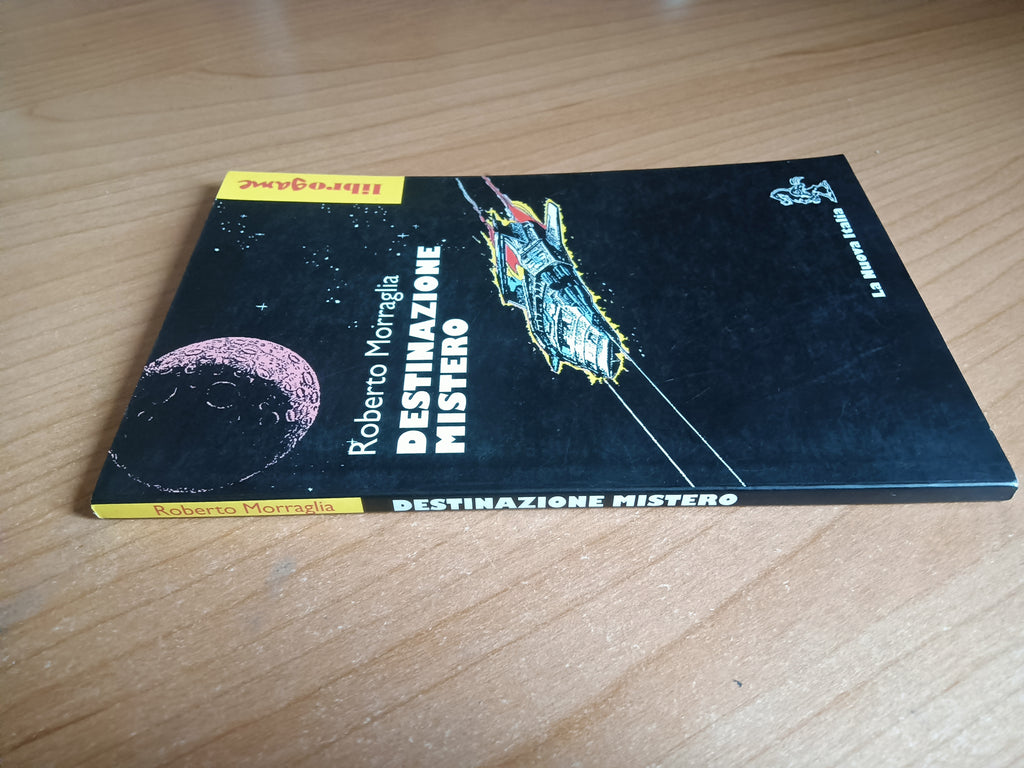 librogame
Roberto Morraglia
DESTINAZIONE
MISTERO
La Nuova Italia
Roberto Morraglia
DESTINAZIONE MISTERO